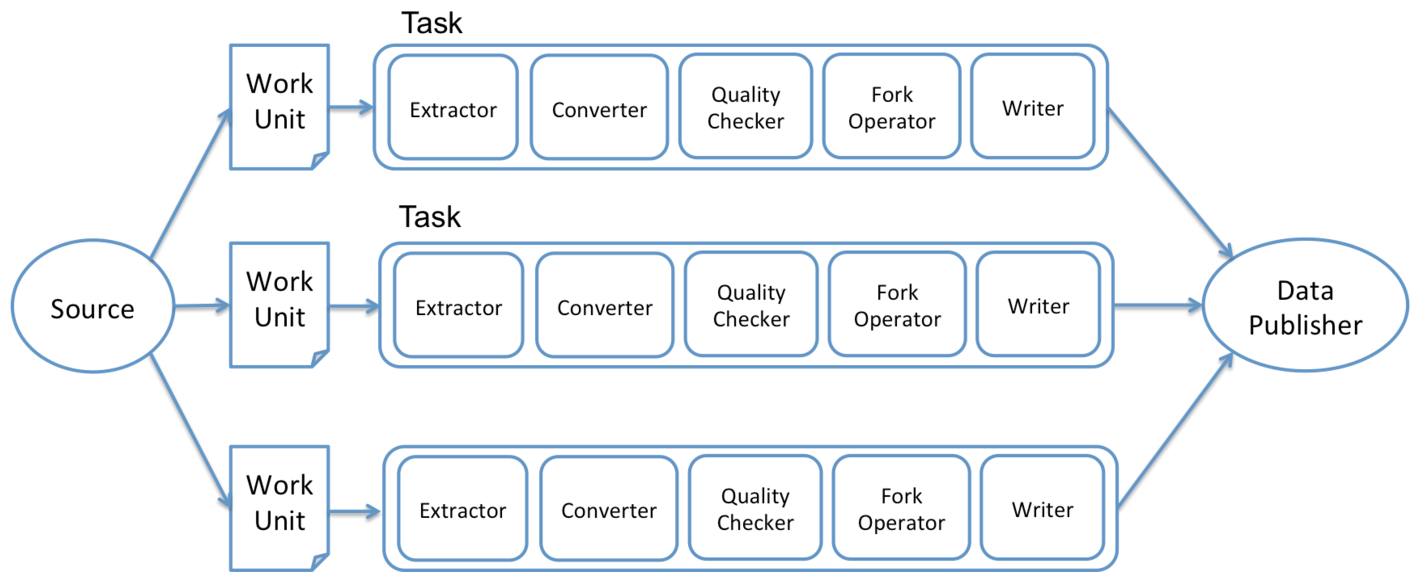 Task
Work
Unit
Extractor
Converter
Quality
Checker
Fork
Operator
Writer
Task
Source
Work
Unit
Extractor
Converter
Quality
Checker
Fork
Operator
Writer
Data
Publisher
Work
Unit
Extractor
Converter
Quality
Checker
Fork
Operator
Writer